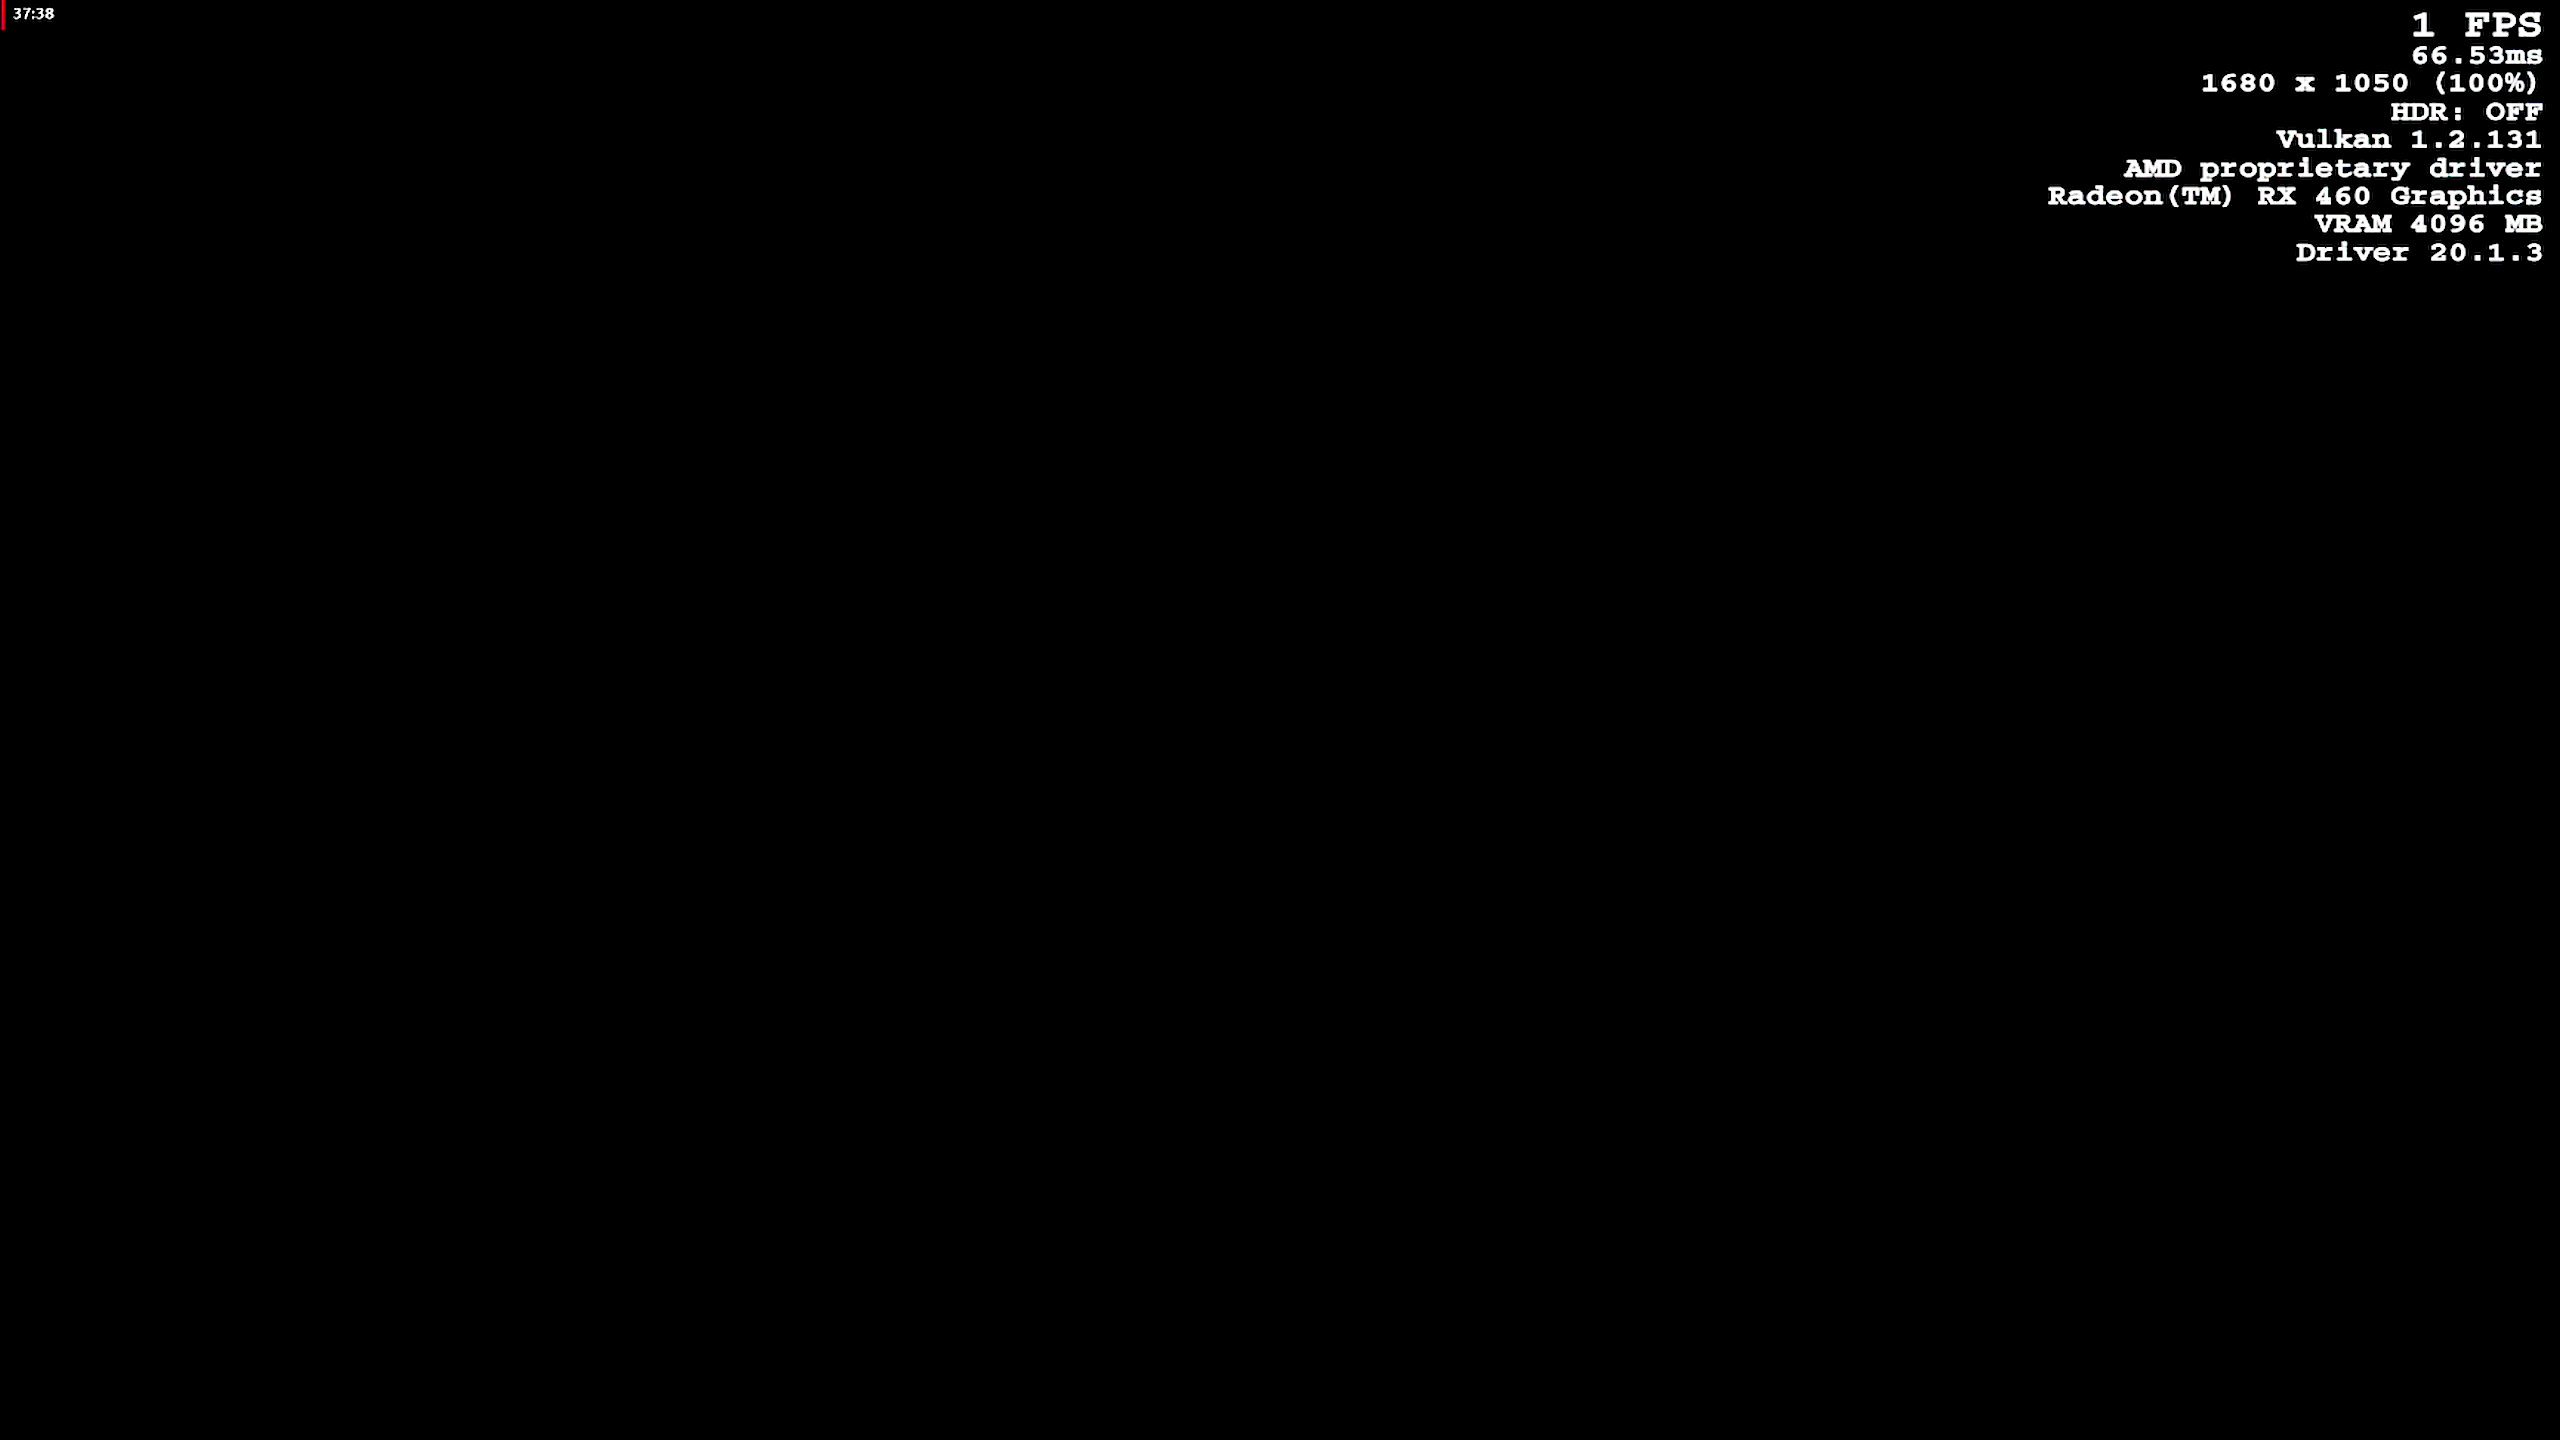 37:38
1 FPS
66.53ms
1680 x 1050 (100%)
HDR: OFF
Vulkan 1.2.131
AMD proprietary driver
Radeon(TM) RX 460 Graphics
VRAM 4096 MB
Driver 20.1.3